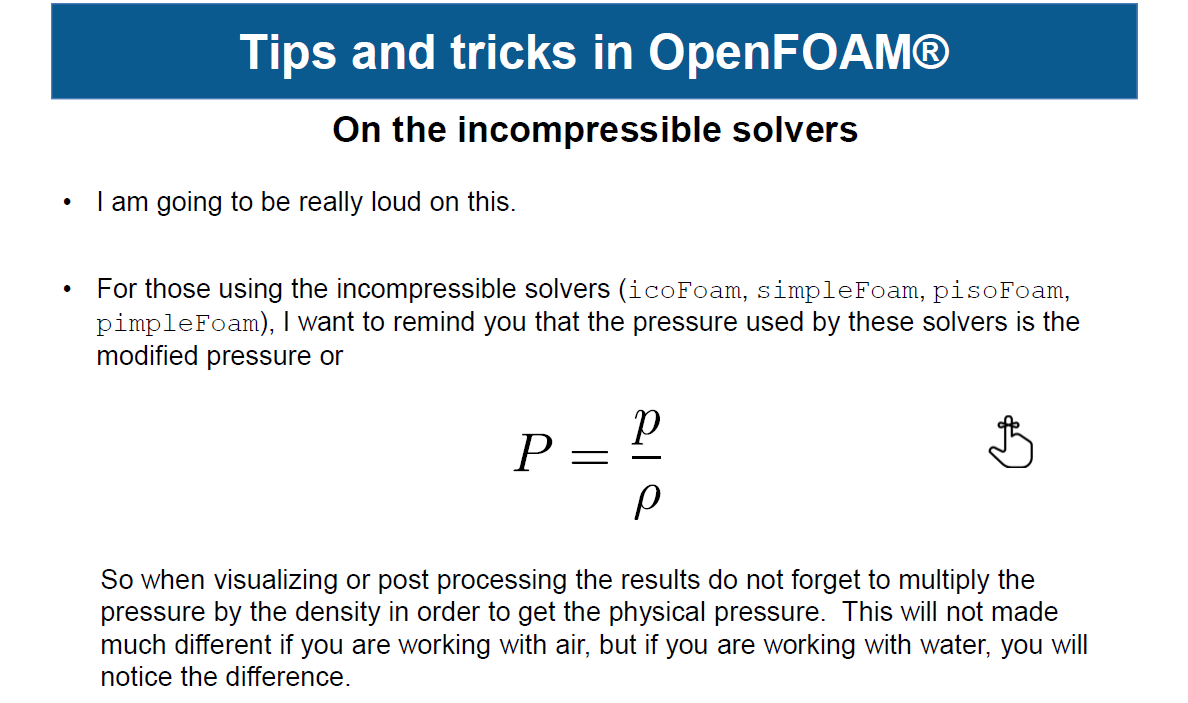 Tips and tricks in OpenFOAM®
On the incompressible solvers
• I am going to be really loud on this.
• For those using the incompressible solvers (icoFoam, simpleFoam, pisoFoam,
pimpleFoam), I want to remind you that the pressure used by these solvers is the
modified pressure or
P = p/ρ
So when visualizing or post processing the results do not forget to multiply the
pressure by the density in order to get the physical pressure.  This will not made
much different if you are working with air, but if you are working with water, you will
notice the difference.